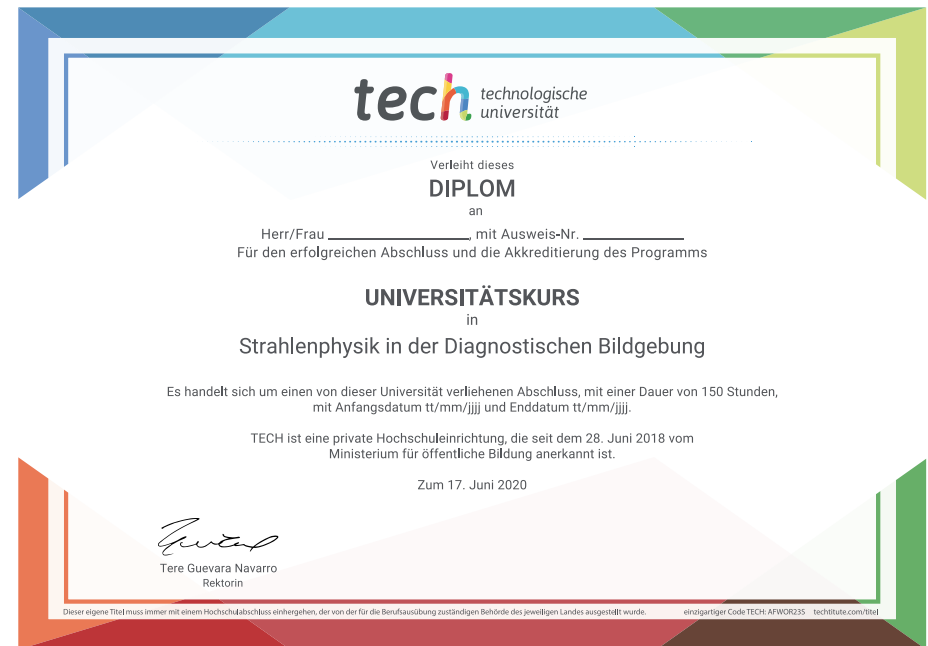 tech technologische
universität
Verleiht dieses
DIPLOM
an
Herr/Frau ____________________, mit Ausweis-Nr. ______________
Für den erfolgreichen Abschluss und die Akkreditierung des Programms
UNIVERSITÄTSKURS
in
Strahlenphysik in der Diagnostischen Bildgebung
Es handelt sich um einen von dieser Universität verliehenen Abschluss, mit einer Dauer von 150 Stunden,
mit Anfangsdatum tt/mm/jjjj und Enddatum tt/mm/jjjj.
TECH ist eine private Hochschuleinrichtung, die seit dem 28. Juni 2018 vom
Ministerium für öffentliche Bildung anerkannt ist.
Zum 17. Juni 2020
Tere Guevara Navarro
Rektorin
Dieser eigene Titel muss immer mit einem Hochschulabschluss einhergehen, der von der für die Berufsausübung zuständigen Behörde des jeweiligen Landes ausgestellt wurde. einzigartiger Code TECH: AFWOR235 techtitute.com/titel